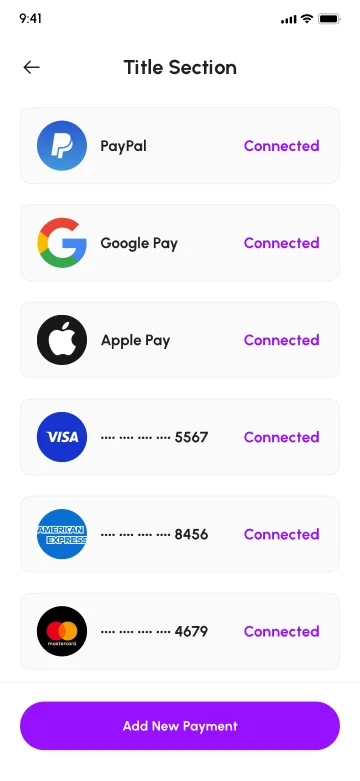 9:41
Title Section
PayPal Connected
Google Pay Connected
Apple Pay Connected
VISA •••• •••• •••• •••• 5567 Connected
AMERICAN
EXPRESS
•••• •••• •••• •••• 8456 Connected
•••• •••• •••• •••• 4679 Connected
mastercard
Add New Payment